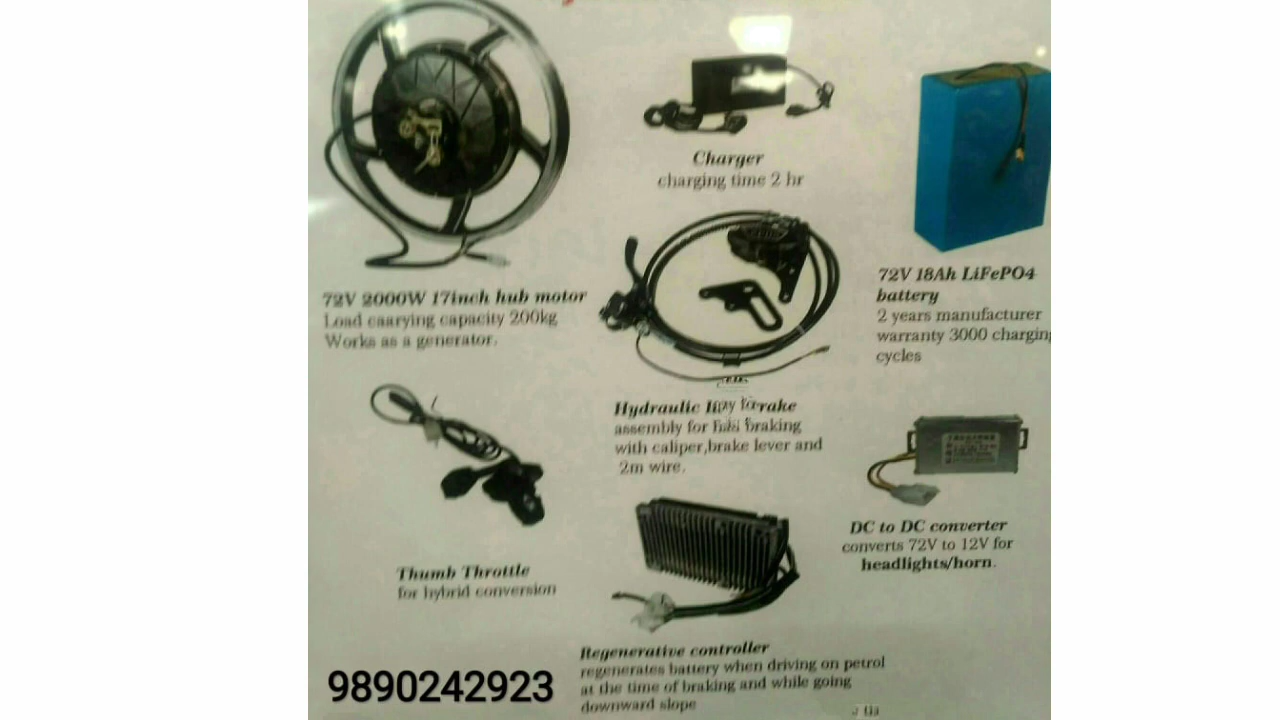 Charger
charging time 2 hr
72V 2000W 17inch hub motor
Load caarying capacity 200kg
Works as a generator.
72V 18Ah LiFePO4
battery
2 years manufacturer
warranty 3000 charging
cycles
Hydraulic
assembly for braking
with caliper,brake lever and
2m wire.
DC to DC converter
converts 72V to 12V for
headlights/horn.
Thumb Throttle
for hybrid conversion
Regenerative controller
regenerates battery when driving on petrol
at the time of braking and while going
downward slope
9890242923